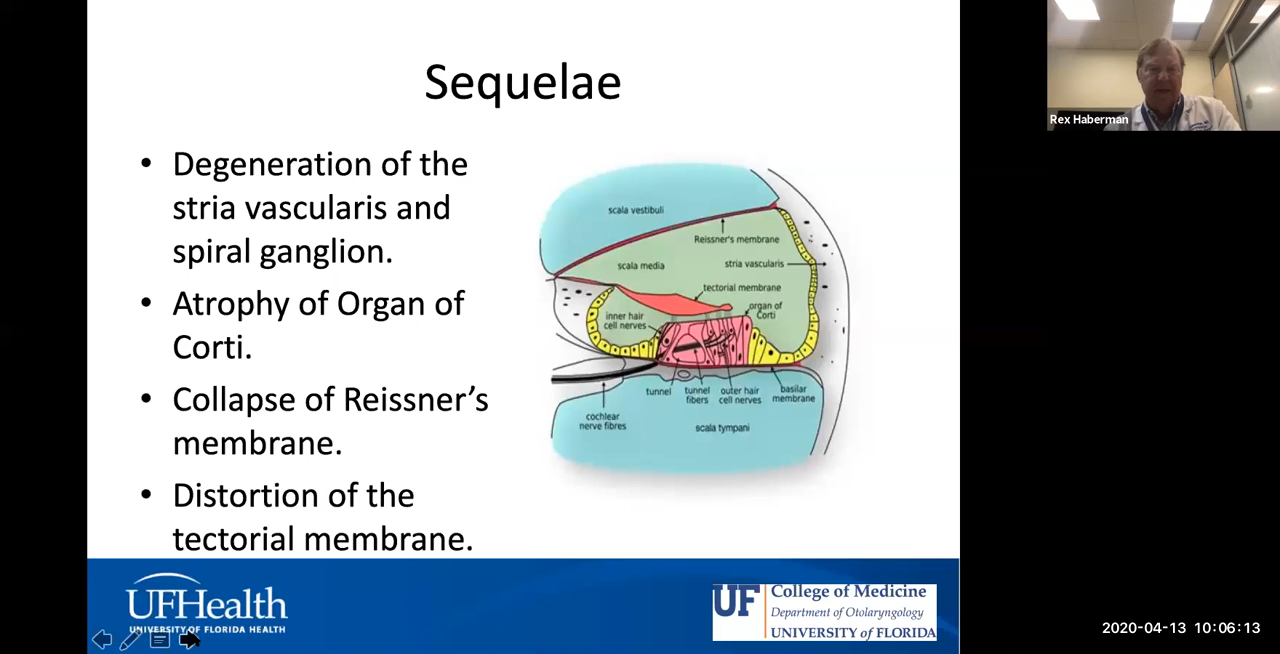 Sequelae
• Degeneration of the
stria vascularis and
spiral ganglion.
• Atrophy of Organ of
Corti.
• Collapse of Reissner’s
membrane.
• Distortion of the
tectorial membrane.
scala vestibuli
Reissner's membrane
scala media
stria vascularis
tectorial membrane
organ of
Corti
inner hair
cell nerves
tunnel
tunnel
fibers
outer hair
cell nerves
basilar
membrane
cochlear
nerve fibres
scala tympani
UFHealth
UNIVERSITY OF FLORIDA HEALTH
UF
College of Medicine
Department of Otolaryngology
UNIVERSITY of FLORIDA
Rex Haberman
2020-04-13 10:06:13